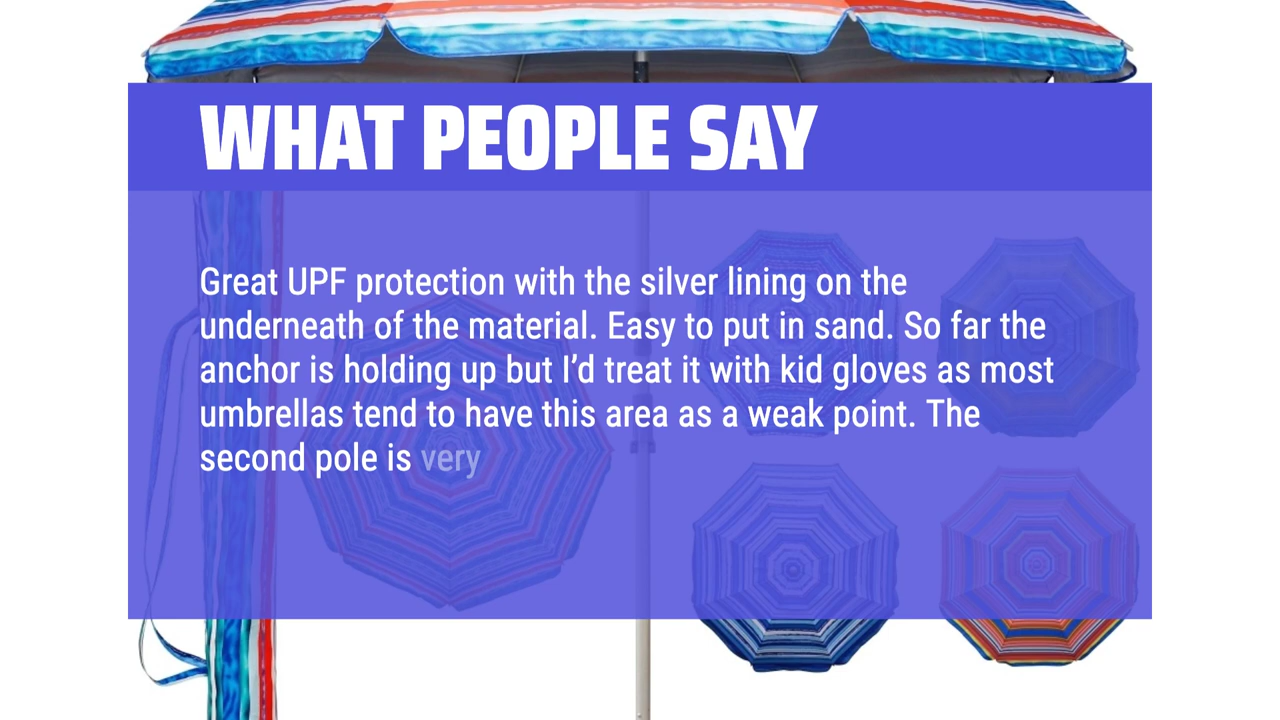 WHAT PEOPLE SAY
Great UPF protection with the silver lining on the
underneath of the material. Easy to put in sand. So far the
anchor is holding up but I’d treat it with kid gloves as most
umbrellas tend to have this area as a weak point. The
second pole is very